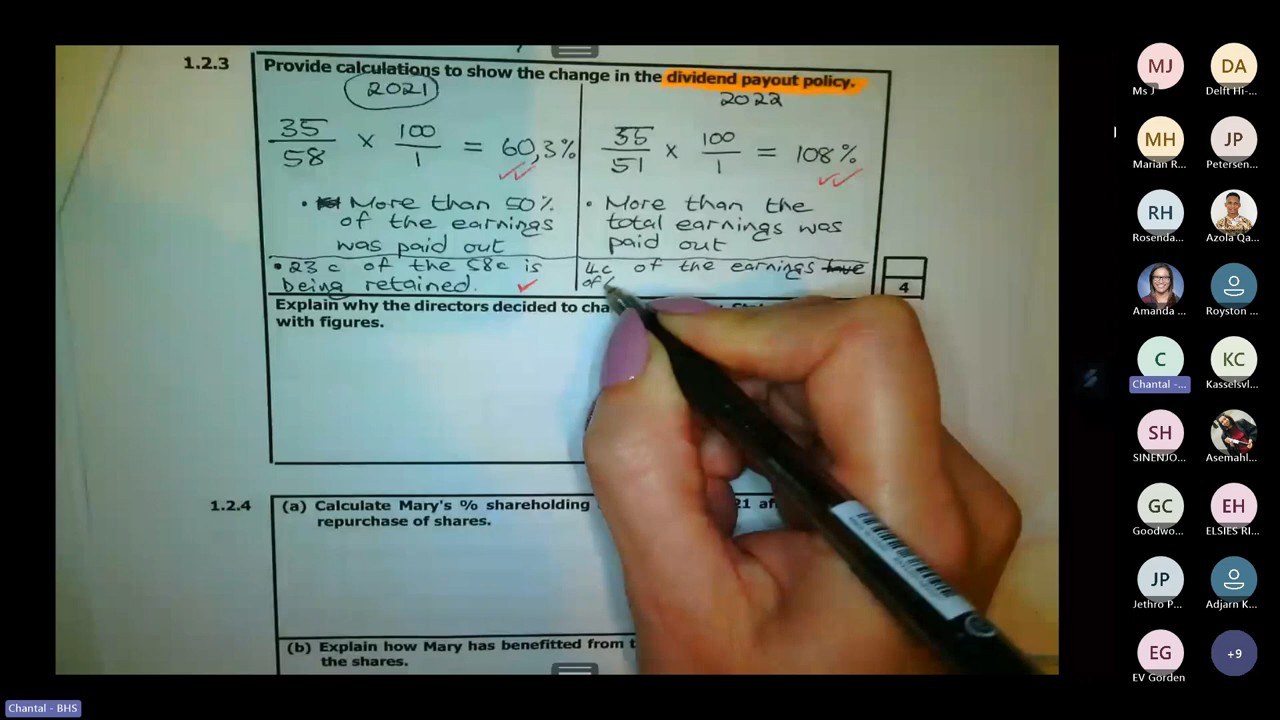 1.2.3
Provide calculations to show the change in the dividend payout policy.
2021
2022
35/58 × 100/1 = 60,3%
55/51 × 100/1 = 108%
• More than 50%
of the earnings
was paid out
• More than the
total earnings was
paid out
• 23 c of the 58c is
being retained.
4c of the earnings have
of
4
Explain why the directors decided to cha
with figures.
1.2.4
(a) Calculate Mary's % shareholding
21 af
repurchase of shares.
(b) Explain how Mary has benefitted from t
the shares.
MJ
Ms J
DA
Delft Hi-...
MH
Marian R...
JP
Petersen...
RH
Rosenda...
Azola Qa...
Amanda ...
Royston ...
C
Chantal -...
KC
Kasselsvl...
SH
SINENJO...
Asemahl...
GC
Goodwo...
EH
ELSIES RI...
JP
Jethro P...
Adjarn K...
EG
EV Gorden
+9
Chantal - BHS